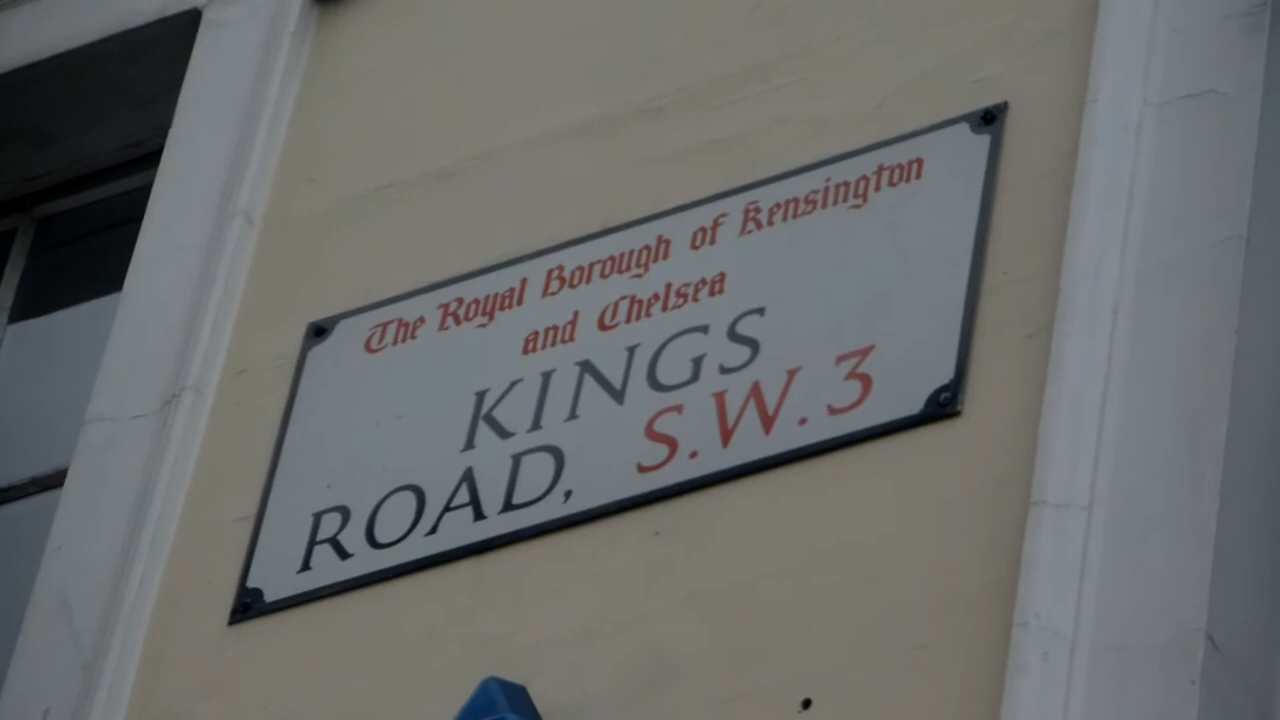 The Royal Borough of Kensington
and Chelsea
KINGS
ROAD, S.W.3